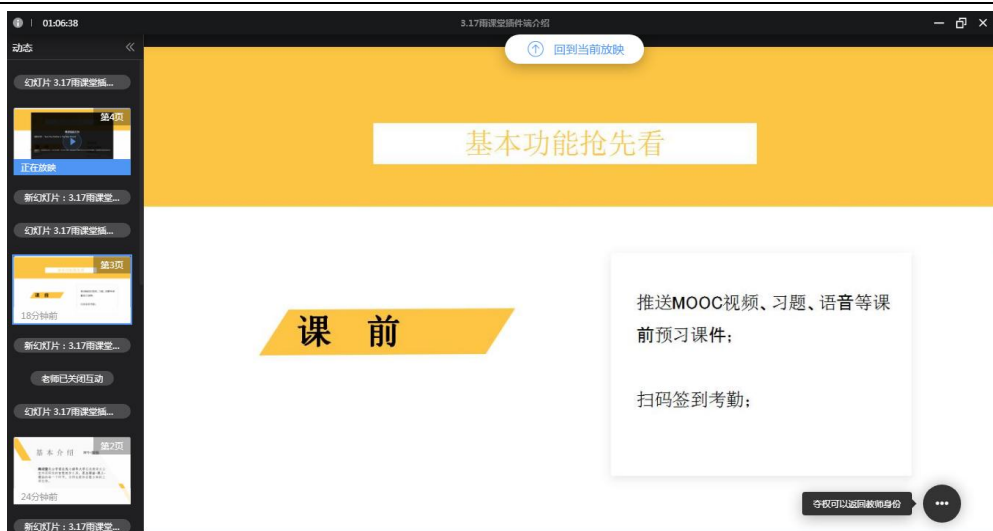 01:06:38
3.17雨课堂插件端介绍
动态
回到当前放映
幻灯片 3.17雨课堂插...
第4页
正在放映
新幻灯片：3.17雨课堂...
幻灯片 3.17雨课堂插...
第3页
18分钟前
新幻灯片：3.17雨课堂...
老师已关闭互动
幻灯片 3.17雨课堂插...
第2页
基本介绍
24分钟前
新幻灯片：3.17雨课堂...
基本功能抢先看
课 前
推送MOOC视频、习题、语音等课
前预习课件；
扫码签到考勤；
夺权可以返回教师身份